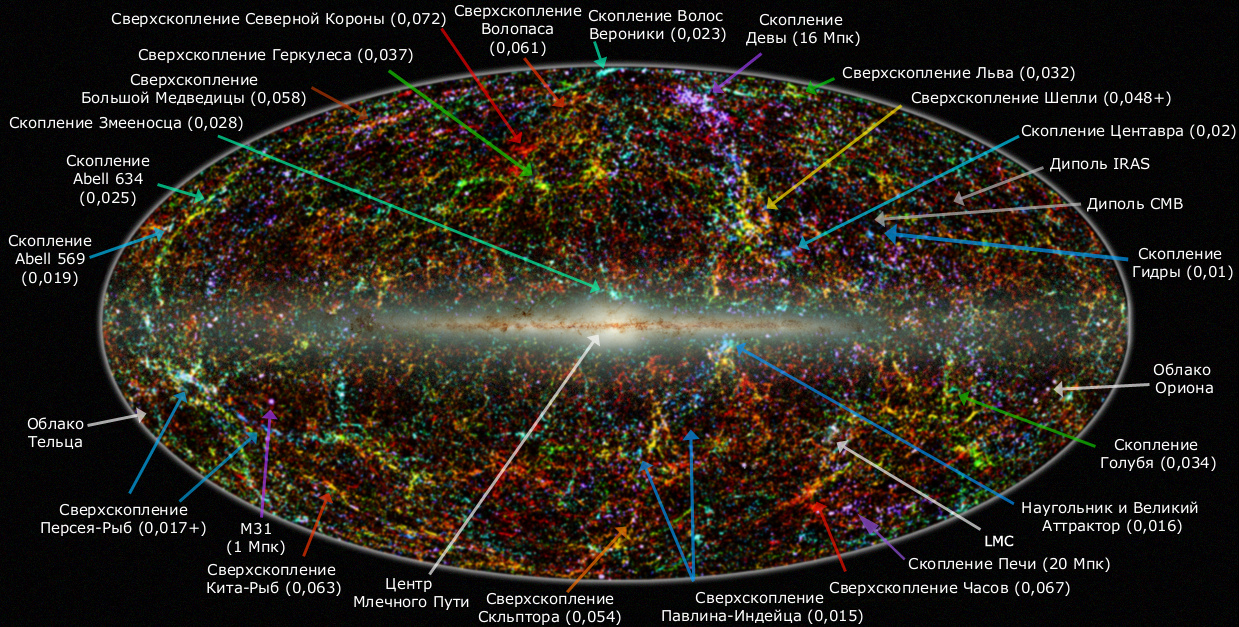 Сверхскопление Северной Короны (0,072)
Сверхскопление
Волопаса
(0,061)
Скопление Волос
Вероники (0,023)
Скопление
Девы (16 Мпк)
Сверхскопление Геркулеса (0,037)
Сверхскопление Льва (0,032)
Сверхскопление
Большой Медведицы (0,058)
Сверхскопление Шепли (0,048+)
Скопление Змееносца (0,028)
Скопление Центавра (0,02)
Скопление
Abell 634
(0,025)
Диполь IRAS
Диполь CMB
Скопление
Abell 569
(0,019)
Скопление
Гидры (0,01)
Облако
Ориона
Облако
Тельца
Скопление
Голубя (0,034)
Сверхскопление
Персея-Рыб (0,017+)
M31
(1 Мпк)
Наугольник и Великий
Аттрактор (0,016)
LMC
Скопление Печи (20 Мпк)
Сверхскопление
Кита-Рыб (0,063)
Центр
Млечного Пути
Сверхскопление Часов (0,067)
Сверхскопление
Скльптора (0,054)
Сверхскопление
Павлина-Индейца (0,015)